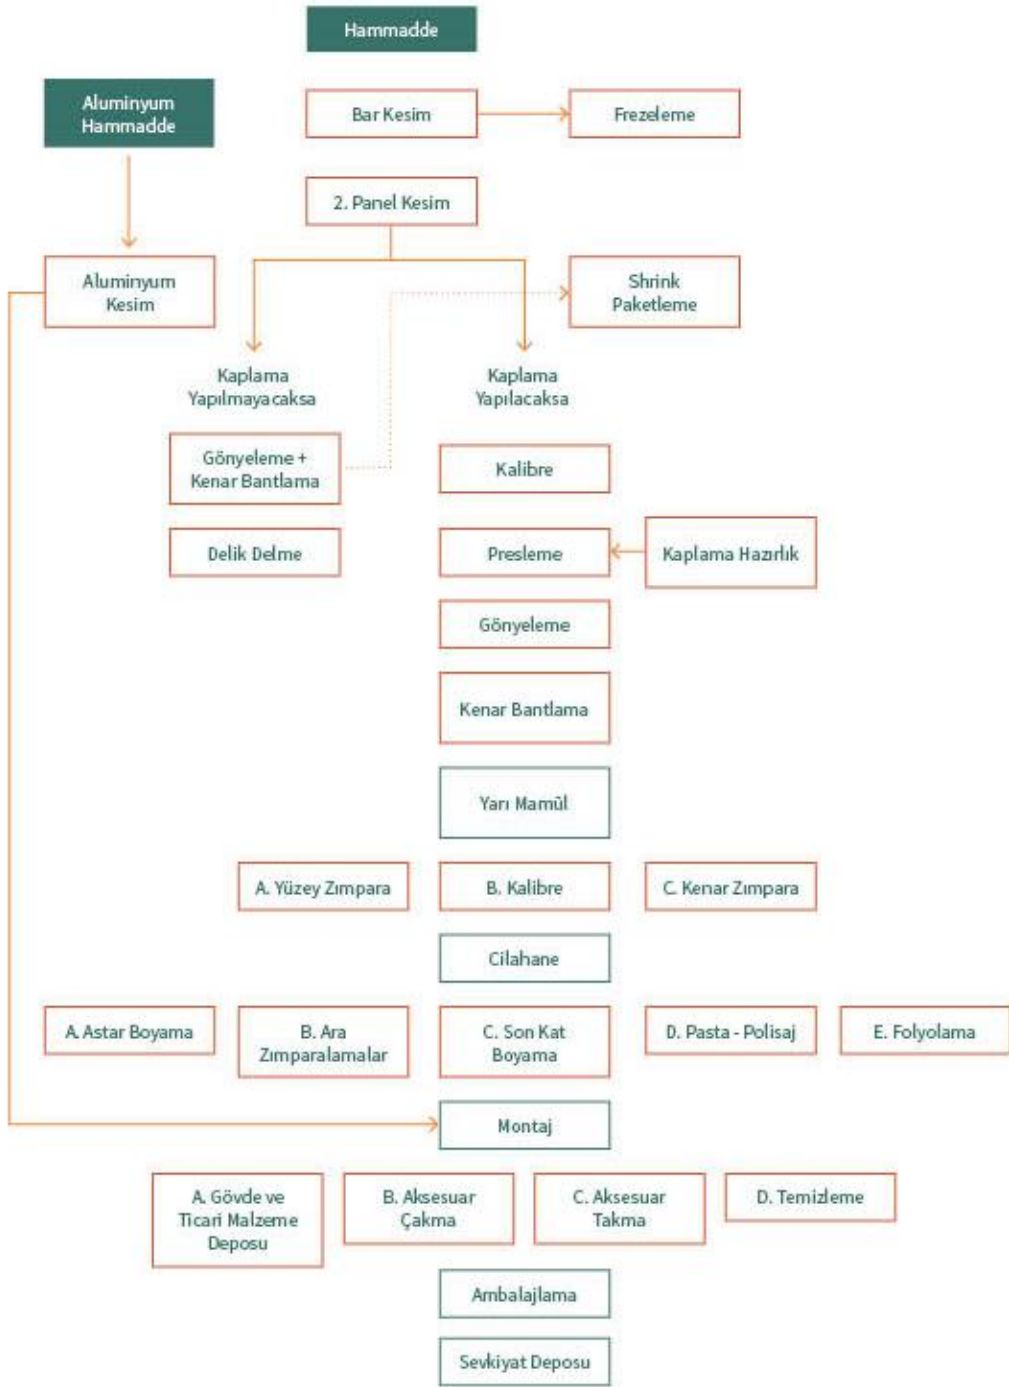 Hammadde
Aluminyum
Hammadde
Bar Kesim
Frezeleme
2. Panel Kesim
Aluminyum
Kesim
Shrink
Paketleme
Kaplama
Yapılmayacaksa
Kaplama
Yapılacaksa
Gönyeleme +
Kenar Bantlama
Kalibre
Delik Delme
Presleme
Kaplama Hazırlık
Gönyeleme
Kenar Bantlama
Yarı Mamül
A. Yüzey Zımpara
B. Kalibre
C. Kenar Zımpara
Cilahane
A. Astar Boyama
B. Ara
Zımparalamalar
C. Son Kat
Boyama
D. Pasta - Polisaj
E. Folyolama
Montaj
A. Gövde ve
Ticari Malzeme
Deposu
B. Aksesuar
Çakma
C. Aksesuar
Takma
D. Temizleme
Ambalajlama
Sevkiyat Deposu